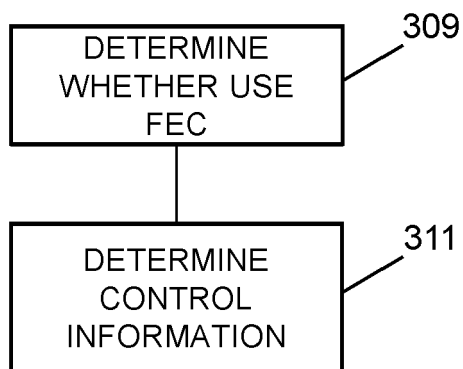 309
DETERMINE
WHETHER USE
FEC
311
DETERMINE
CONTROL
INFORMATION